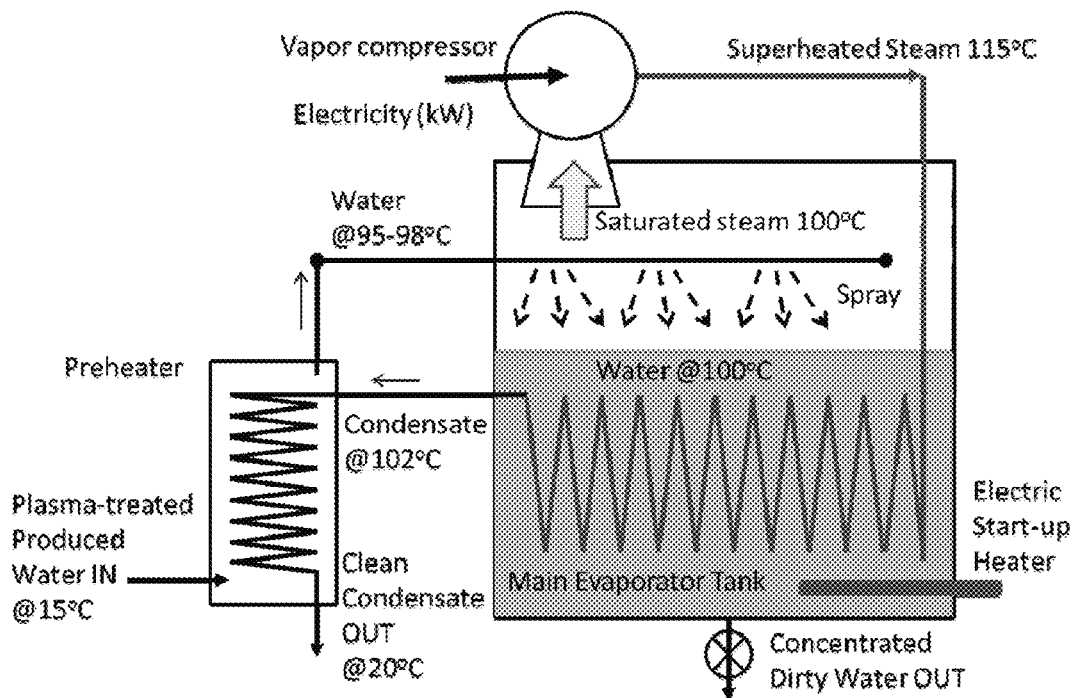 Vapor compressor
Electricity (kW)
Superheated Steam 115°C
Water
@95-98°C
Saturated steam 100°C
Spray
Preheater
Water @100°C
Condensate
@102°C
Plasma-treated
Produced
Water IN
@15°C
Clean
Condensate
OUT
@20°C
Main Evaporator Tank
Electric
Start-up
Heater
Concentrated
Dirty Water OUT